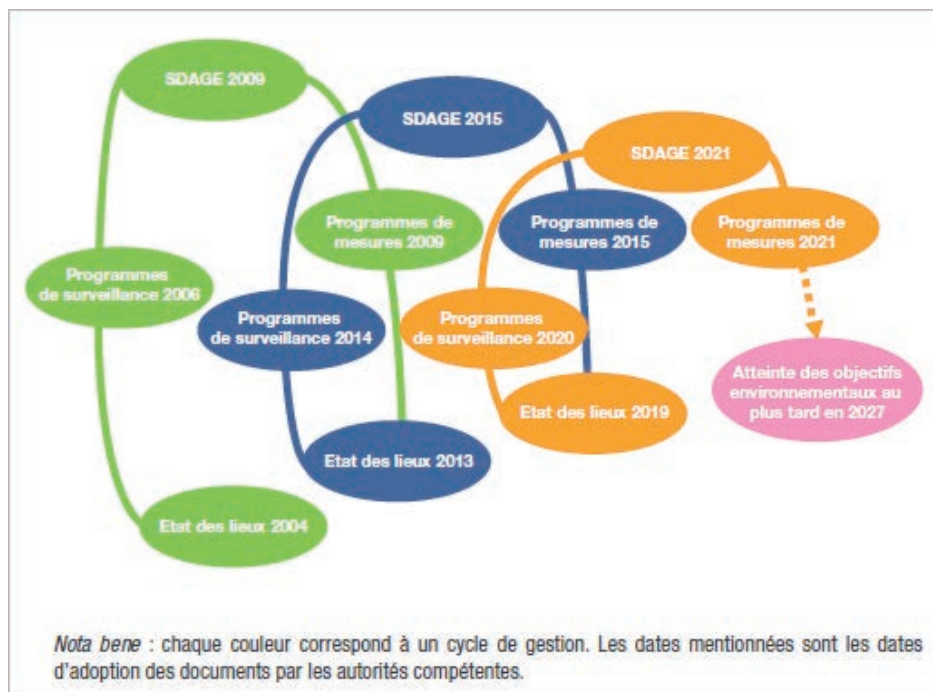 SDAGE 2009
SDAGE 2015
SDAGE 2021
Programmes de
mesures 2009
Programmes de
mesures 2015
Programmes de
mesures 2021
Programmes
de surveillance 2006
Programmes
de surveillance 2014
Programmes
de surveillance 2020
Atteinte des objectifs
environnementaux au
plus tard en 2027
Etat des lieux 2019
Etat des lieux 2013
Etat des lieux 2004
Nota bene : chaque couleur correspond à un cycle de gestion. Les dates mentionnées sont les dates
d'adoption des documents par les autorités compétentes.